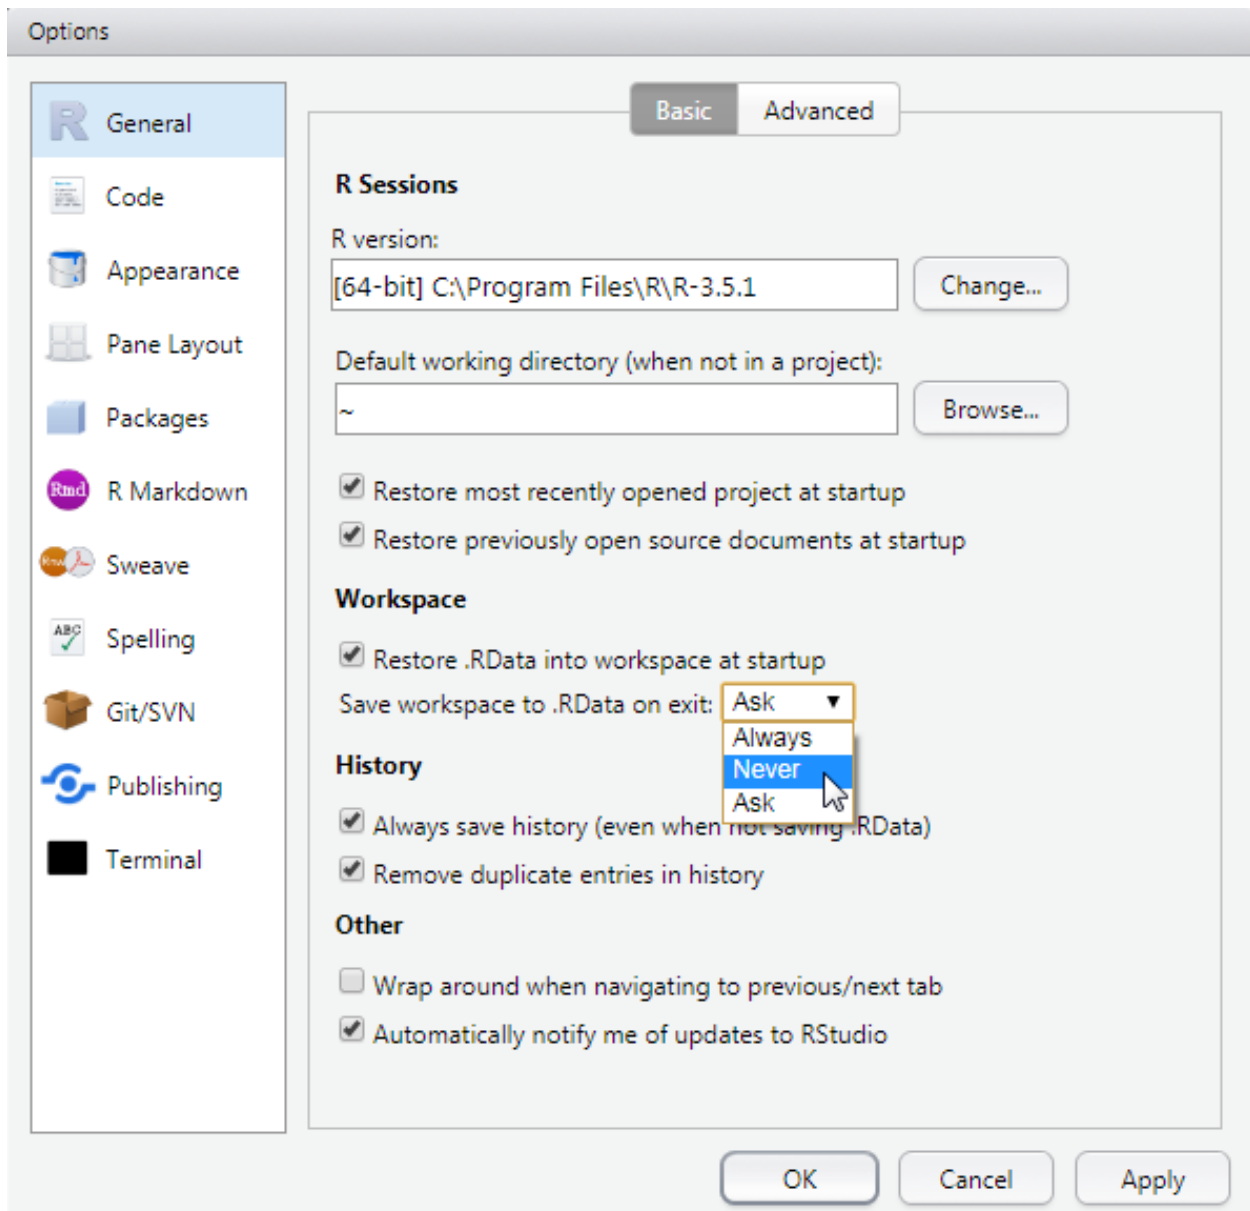 Options
General
Code
Appearance
Pane Layout
Packages
Rmd R Markdown
Rnw Sweave
ABC Spelling
Git/SVN
Publishing
Terminal
Basic Advanced
R Sessions
R version:
[64-bit] C:\Program Files\R\R-3.5.1 Change...
Default working directory (when not in a project):
~ Browse...
Restore most recently opened project at startup
Restore previously open source documents at startup
Workspace
Restore .RData into workspace at startup
Save workspace to .RData on exit: Ask
Always
Never
Ask
History
Always save history (even when not saving .RData)
Remove duplicate entries in history
Other
Wrap around when navigating to previous/next tab
Automatically notify me of updates to RStudio
OK Cancel Apply